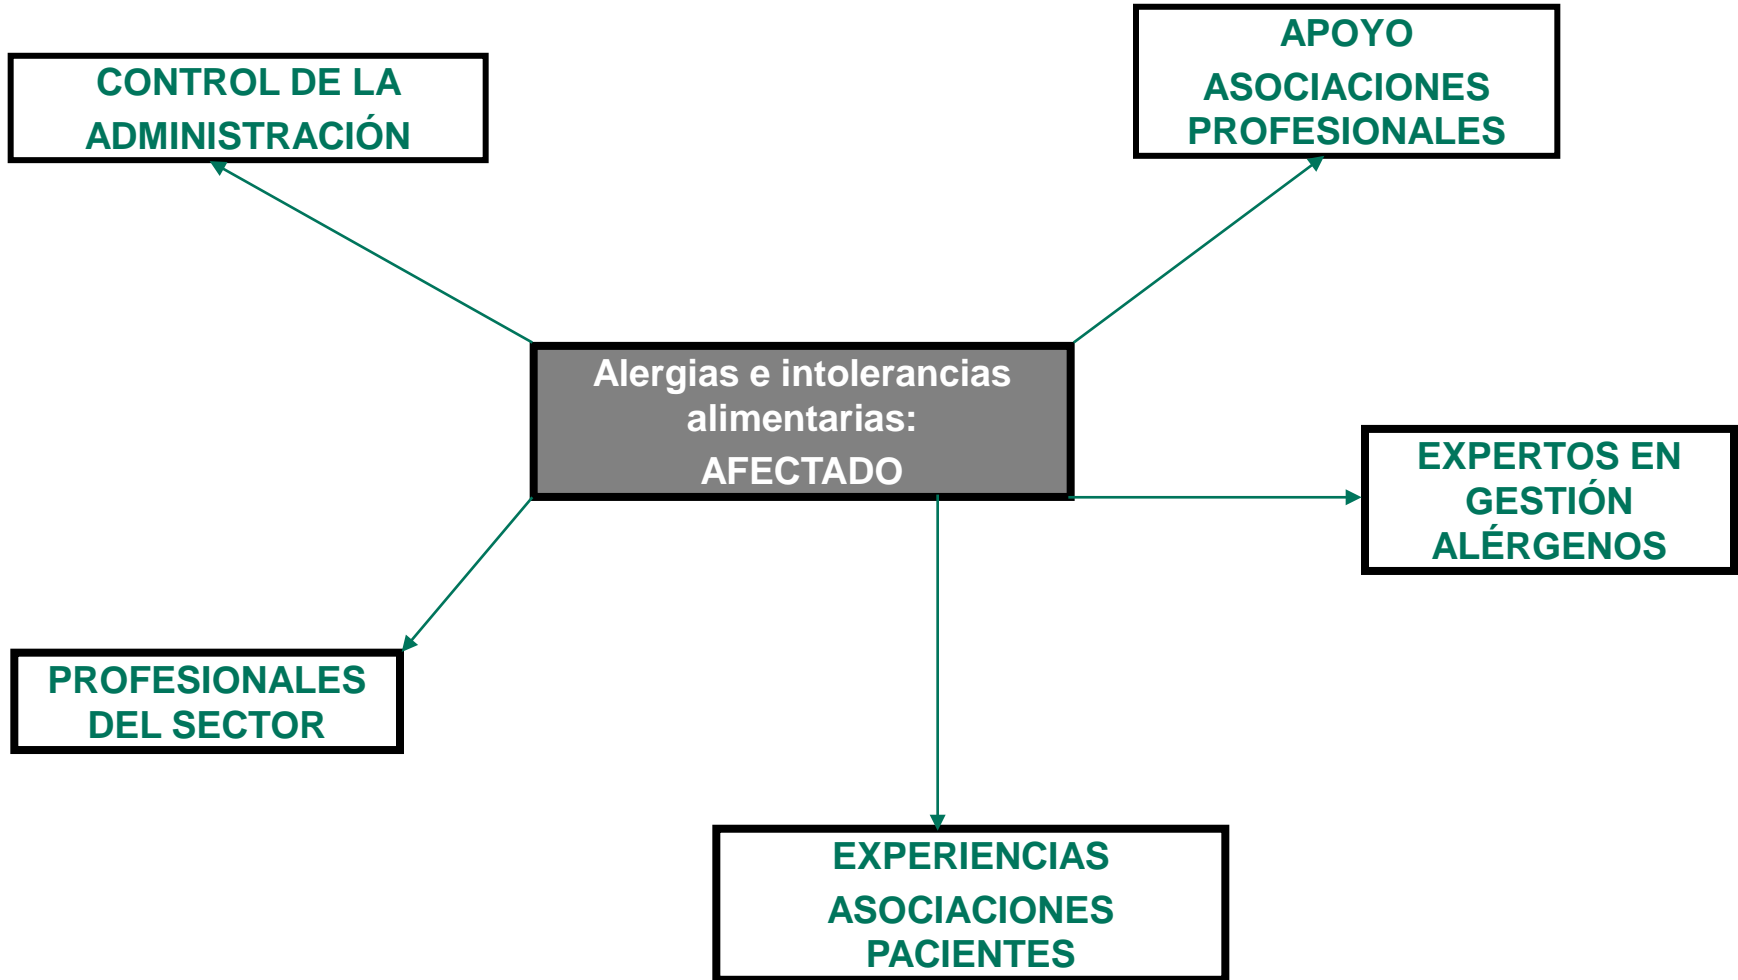 CONTROL DE LA
ADMINISTRACIÓN
APOYO
ASOCIACIONES
PROFESIONALES
Alergias e intolerancias
alimentarias:
AFECTADO
EXPERTOS EN
GESTIÓN
ALÉRGENOS
PROFESIONALES
DEL SECTOR
EXPERIENCIAS
ASOCIACIONES
PACIENTES